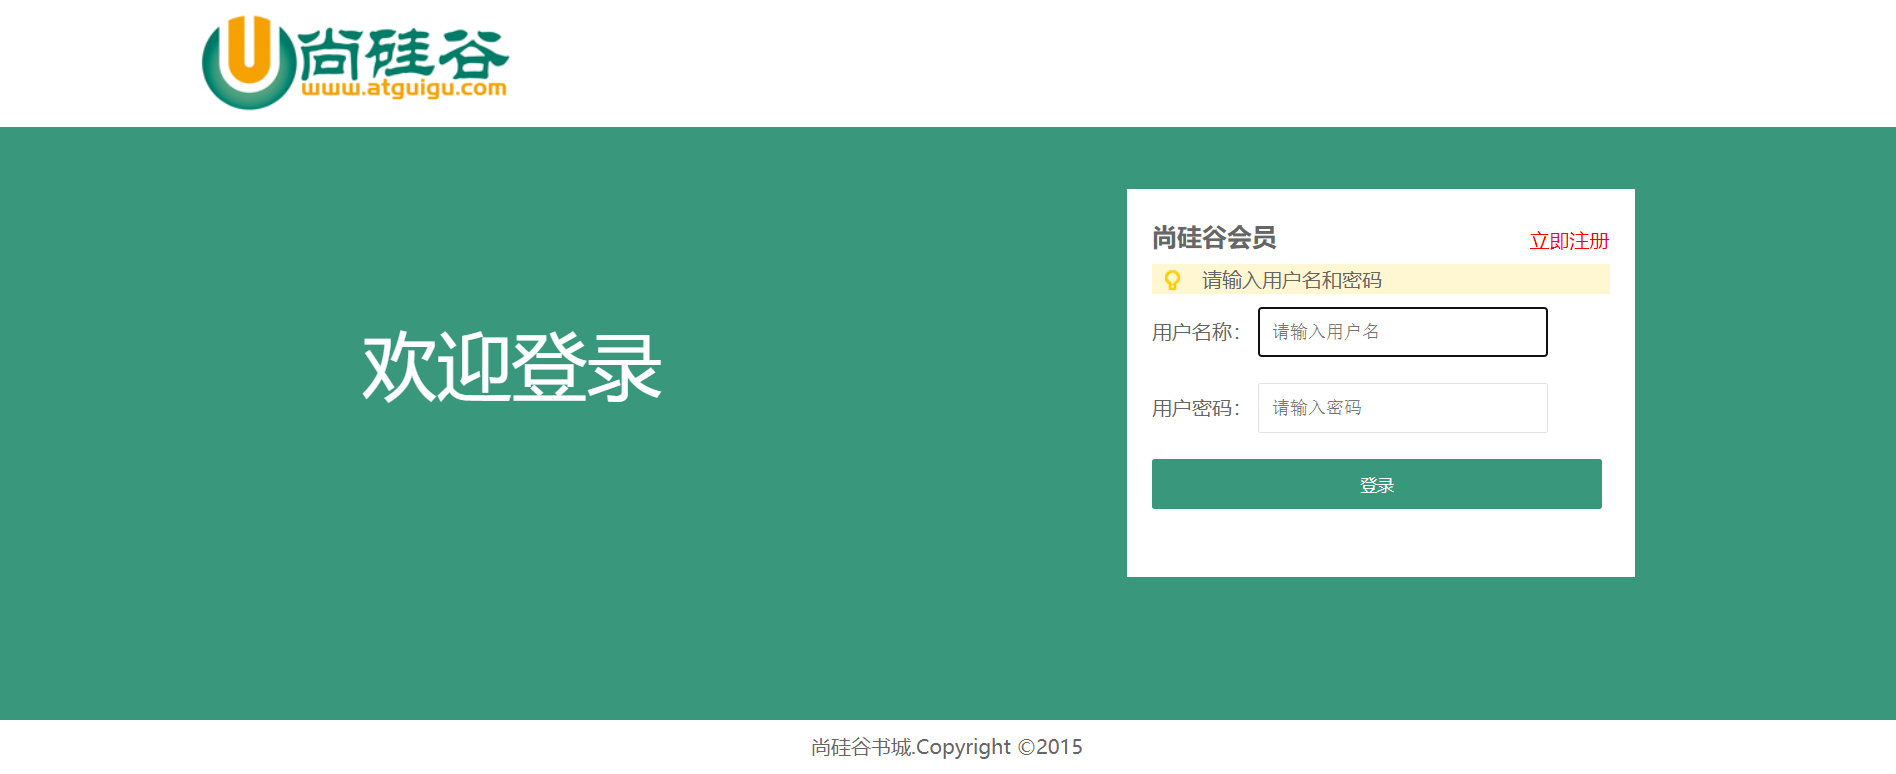 尚硅谷
www.atguigu.com
欢迎登录
尚硅谷会员
立即注册
请输入用户名和密码
用户名称：
请输入用户名
用户密码：
请输入密码
登录
尚硅谷书城.Copyright ©2015